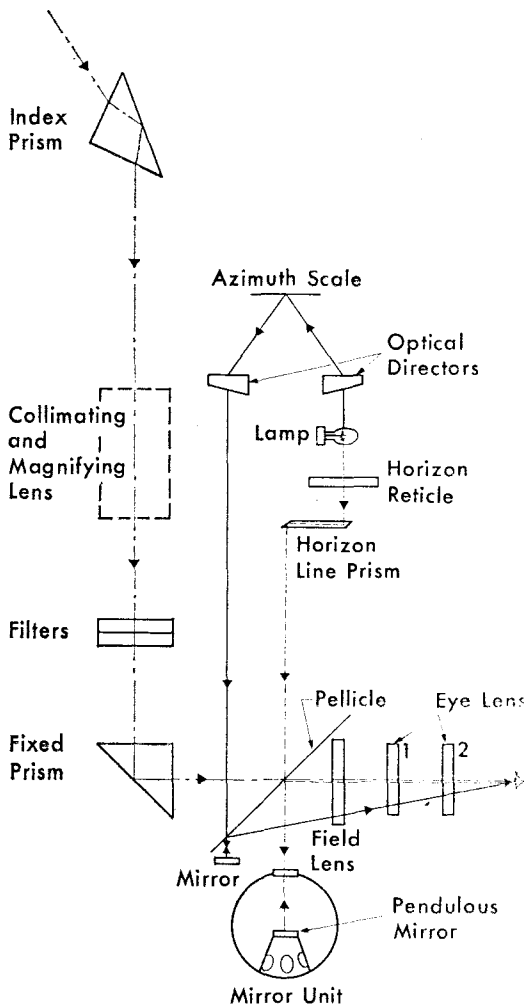 Index
Prism
Azimuth Scale
Optical
Directors
Collimating
and
Magnifying
Lens
Lamp
Horizon
Reticle
Horizon
Line Prism
Filters
Pellicle
Eye Lens
1
2
Fixed
Prism
Field
Lens
Mirror
Pendulous
Mirror
Mirror Unit